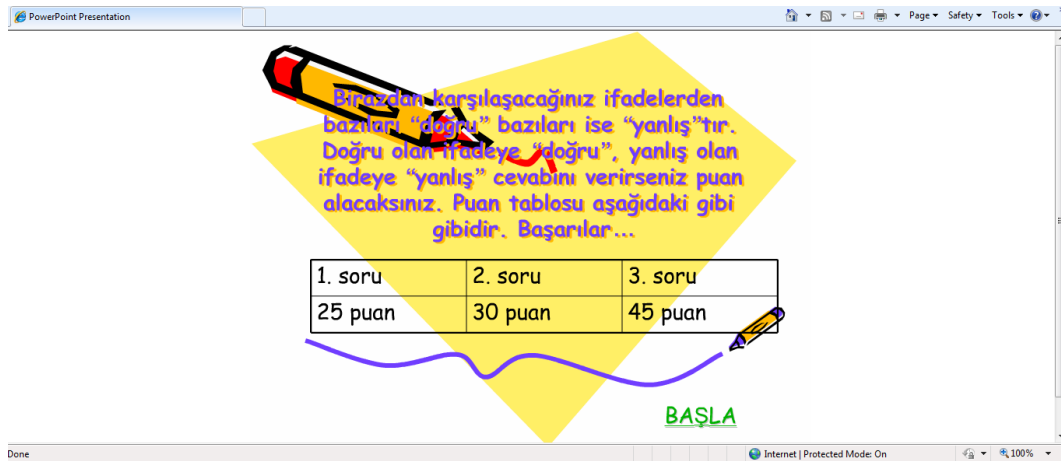 PowerPoint Presentation
Page Safety Tools
Birazdan karşılaşacağınız ifadelerden
bazıları “doğru” bazıları ise “yanlış”tır.
Doğru olan ifadeye “doğru”, yanlış olan
ifadeye “yanlış” cevabını verirseniz puan
alacaksınız. Puan tablosu aşağıdaki gibi
gibidir. Başarılar...
1. soru 2. soru 3. soru
25 puan 30 puan 45 puan
BAŞLA
Done Internet | Protected Mode: On 100%